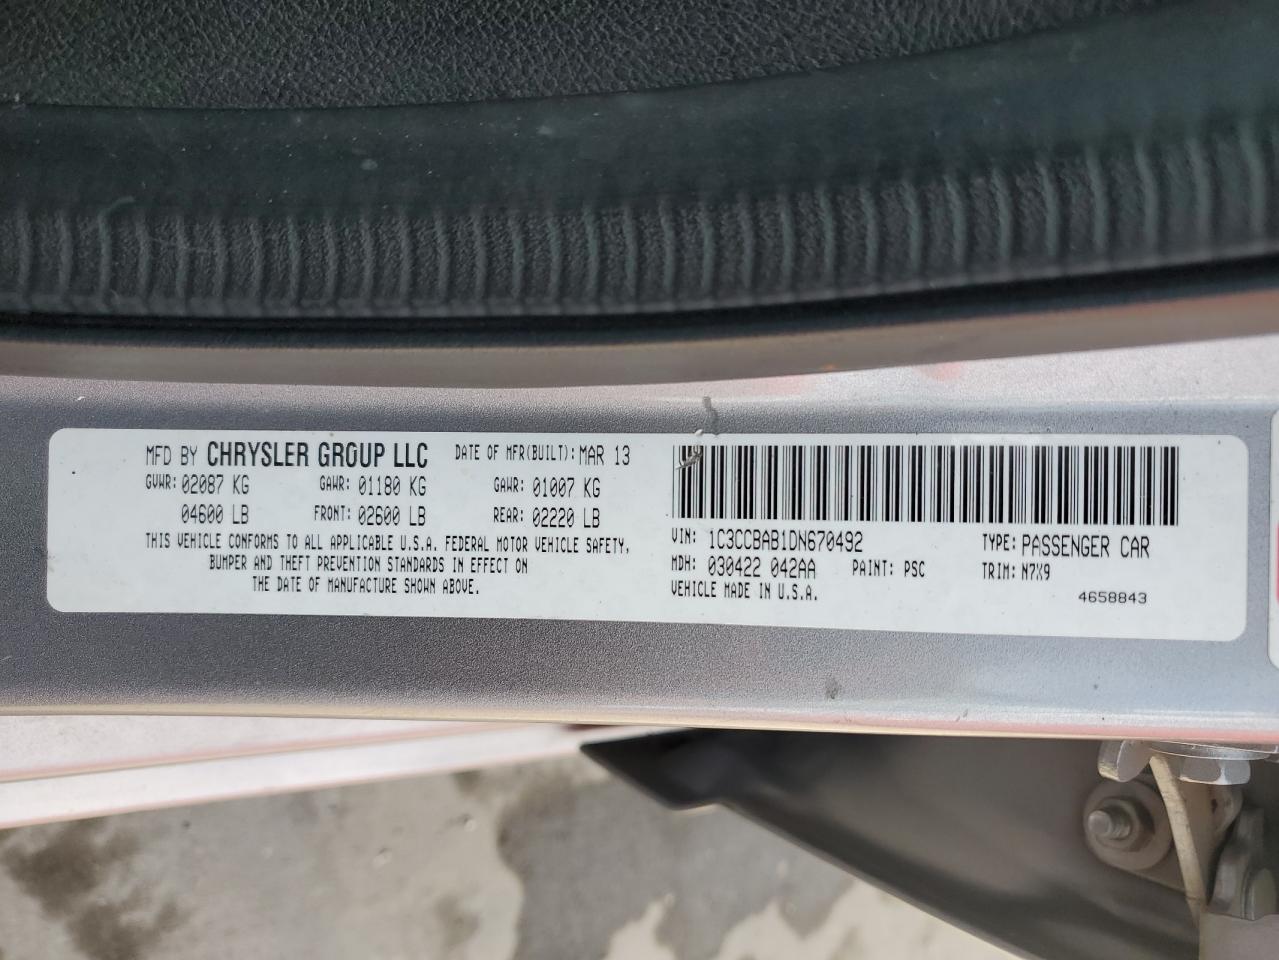 MFD BY CHRYSLER GROUP LLC DATE OF MFR(BUILT): MAR 13
GVWR: 02087 KG GAWR: 01180 KG GAWR: 01007 KG
04600 LB FRONT: 02600 LB REAR: 02220 LB
THIS VEHICLE CONFORMS TO ALL APPLICABLE U.S.A. FEDERAL MOTOR VEHICLE SAFETY,
BUMPER AND THEFT PREVENTION STANDARDS IN EFFECT ON
THE DATE OF MANUFACTURE SHOWN ABOVE.
VIN: 1C3CCBAB1DN670492 TYPE: PASSENGER CAR
MDH: 030422 042AA PAINT: PSC TRIM: N7X9
VEHICLE MADE IN U.S.A.
4658843